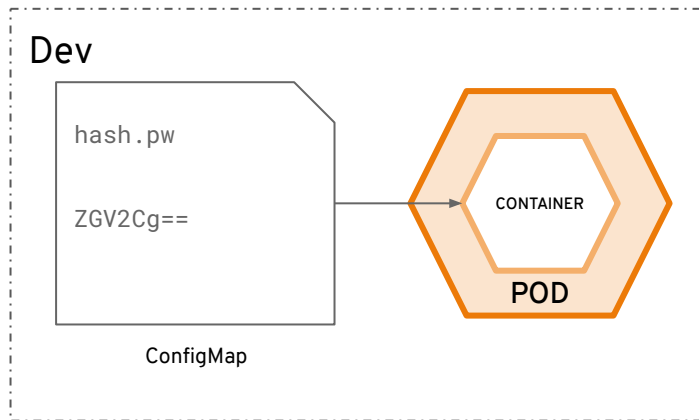 Dev
hash.pw
ZGV2Cg==
ConfigMap
CONTAINER
POD